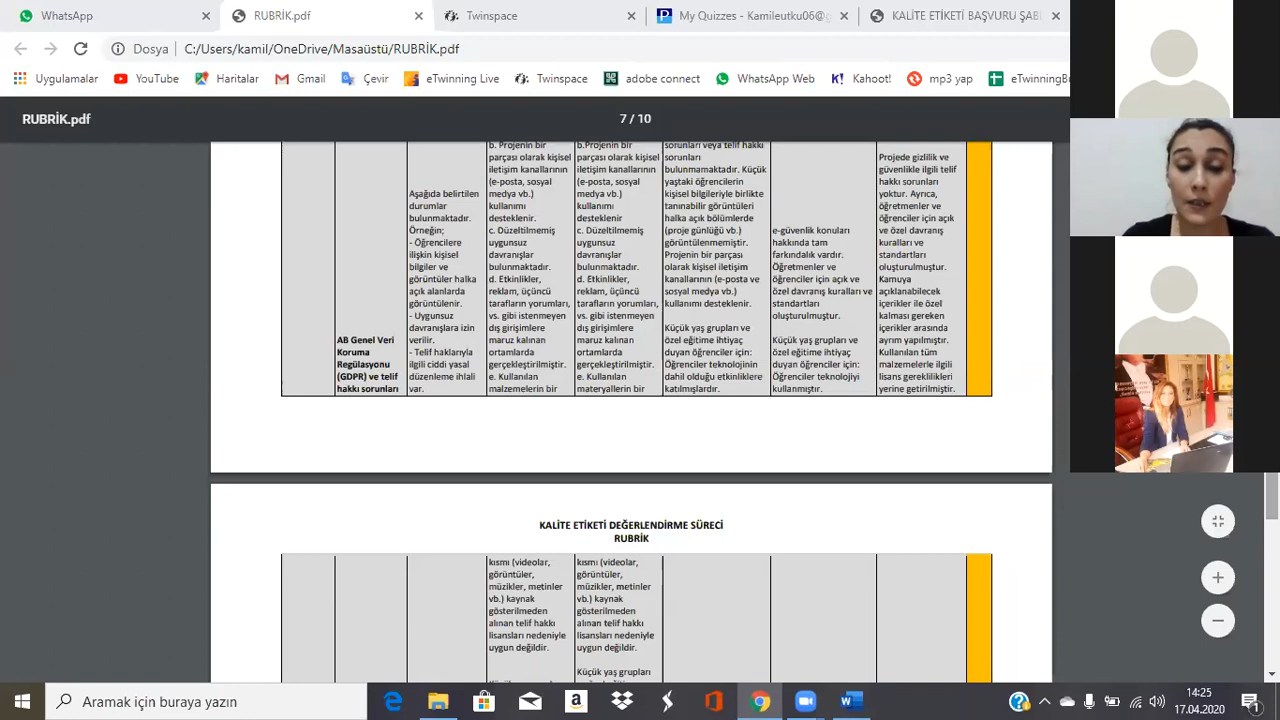 WhatsApp
RUBRİK.pdf
Twinspace
My Quizzes - Kamileutku06@g
KALİTE ETİKETİ BAŞVURU ŞABL
Dosya
C:/Users/kamil/OneDrive/Masaüstü/RUBRİK.pdf
Uygulamalar
YouTube
Haritalar
Gmail
Çevir
eTwinning Live
Twinspace
adobe connect
WhatsApp Web
Kahoot!
mp3 yap
eTwinningBu
RUBRİK.pdf
7 / 10
AB Genel Veri
Koruma
Regülasyonu
(GDPR) ve telif
hakkı sorunları
Aşağıda belirtilen
durumlar
bulunmaktadır.
Örneğin;
- Öğrencilere
ilişkin kişisel
bilgiler ve
görüntüler halka
açık alanlarda
görüntülenir.
- Uygunsuz
davranışlara izin
verilir.
- Telif haklarıyla
ilgili ciddi yasal
düzenleme ihlali
var.
b. Projenin bir
parçası olarak kişisel
iletişim kanallarının
(e-posta, sosyal
medya vb.)
kullanımı
desteklenir.
c. Düzeltilmemiş
uygunsuz
davranışlar
bulunmaktadır.
d. Etkinlikler,
reklam, üçüncü
tarafların yorumları,
vs. gibi istenmeyen
dış girişimlere
maruz kalınan
ortamlarda
gerçekleştirilmiştir.
e. Kullanılan
malzemelerin bir
b.Projenin bir
parçası olarak kişisel
iletişim kanallarının
(e-posta, sosyal
medya vb.)
kullanımı
desteklenir
c. Düzeltilmemiş
uygunsuz
davranışlar
bulunmaktadır.
d. Etkinlikler,
reklam, üçüncü
tarafların yorumları,
vs. gibi istenmeyen
dış girişimlere
maruz kalınan
ortamlarda
gerçekleştirilmiştir.
e. Kullanılan
materyallerin bir
sorunları veya telif hakkı
sorunları
bulunmamaktadır. Küçük
yaştaki öğrencilerin
kişisel bilgileriyle birlikte
tanınabilir görüntüleri
halka açık bölümlerde
(proje günlüğü vb.)
görüntülenmemiştir.
Projenin bir parçası
olarak kişisel iletişim
kanallarının (e-posta ve
sosyal medya vb.)
kullanımı desteklenir.
Küçük yaş grupları ve
özel eğitime ihtiyaç
duyan öğrenciler için:
Öğrenciler teknolojinin
dahil olduğu etkinliklere
katılmışlardır.
e-güvenlik konuları
hakkında tam
farkındalık vardır.
Öğretmenler ve
öğrenciler için açık ve
özel davranış kuralları ve
standartları
oluşturulmuştur.
Küçük yaş grupları ve
özel eğitime ihtiyaç
duyan öğrenciler için:
Öğrenciler teknolojiyi
kullanmıştır.
Projede gizlilik ve
güvenlikle ilgili telif
hakkı sorunları
yoktur. Ayrıca,
öğretmenler ve
öğrenciler için açık
ve özel davranış
kuralları ve
standartları
oluşturulmuştur.
Kamuya
açıklanabilecek
içerikler ile özel
kalması gereken
içerikler arasında
ayrım yapılmıştır.
Kullanılan tüm
malzemelerle ilgili
lisans gereklilikleri
yerine getirilmiştir.
KALİTE ETİKETİ DEĞERLENDİRME SÜRECİ
RUBRİK
kısmı (videolar,
görüntüler,
müzikler, metinler
vb.) kaynak
gösterilmeden
alınan telif hakkı
lisansları nedeniyle
uygun değildir.
kısmı (videolar,
görüntüler,
müzikler, metinler
vb.) kaynak
gösterilmeden
alınan telif hakkı
lisansları nedeniyle
uygun değildir.
Küçük yaş grupları
Aramak için buraya yazın
14:25
17.04.2020